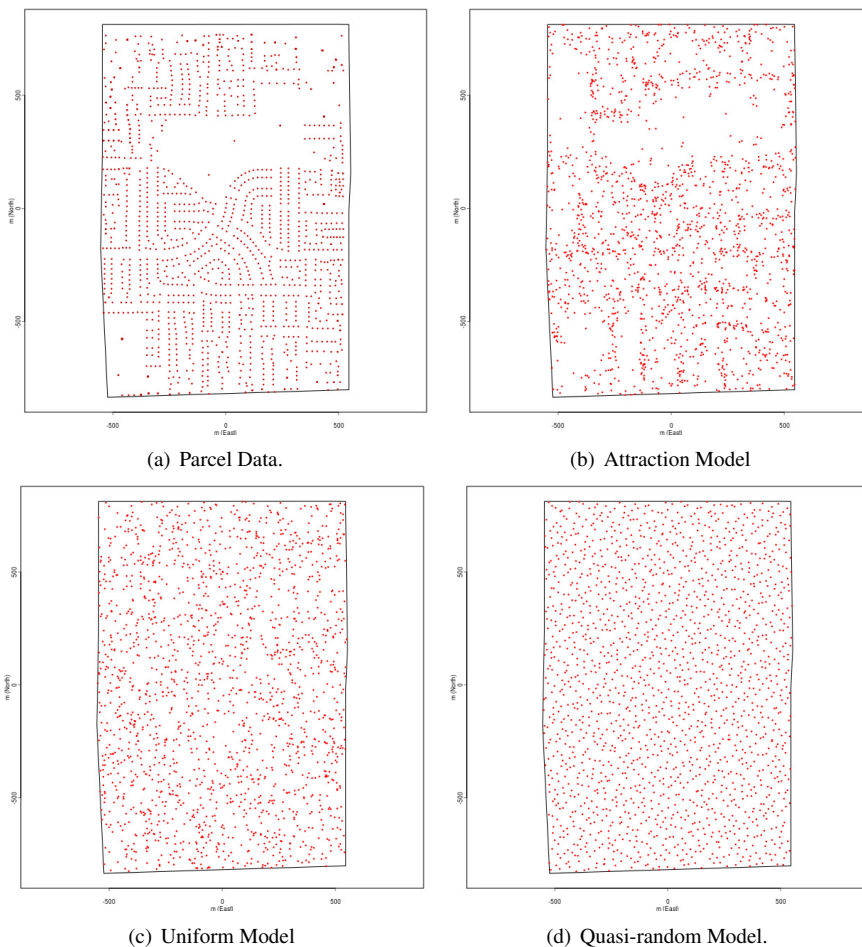 500
0
-500
m (North)
-500
0
500
m (East)
(a) Parcel Data.
500
0
-500
m (North)
-500
0
500
m (East)
(b) Attraction Model
500
0
-500
m (North)
-500
0
500
m (East)
(c) Uniform Model
500
0
-500
m (North)
-500
0
500
m (East)
(d) Quasi-random Model.